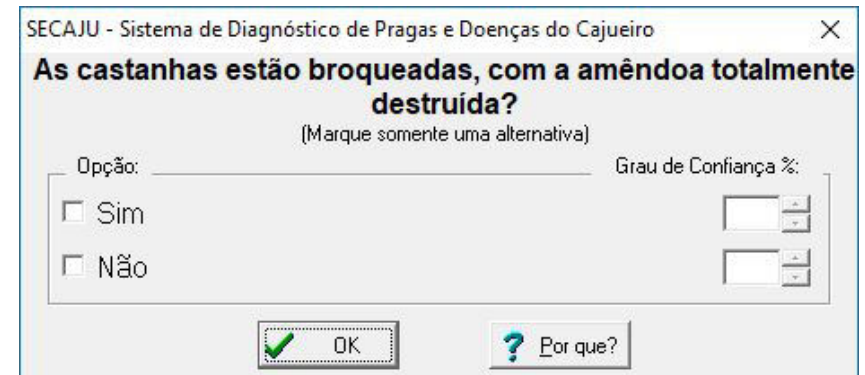 SECAJU - Sistema de Diagnóstico de Pragas e Doenças do Cajueiro
As castanhas estão broqueadas, com a amêndoa totalmente
destruída?
(Marque somente uma alternativa)
Opção: Grau de Confiança %:
Sim
Não
OK Por que?